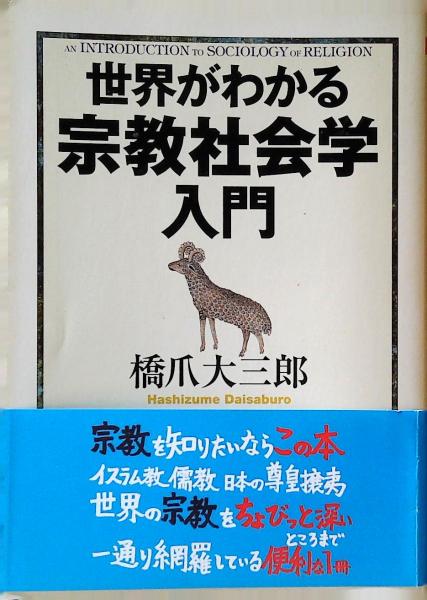 AN INTRODUCTION TO SOCIOLOGY OF RELIGION
世界がわかる
宗教社会学
入門
橋爪大三郎
Hashizume Daisaburo
宗教を知りたいならこの本
イスラム教、儒教、日本の尊皇攘夷
世界の宗教をちょびっと深い
ところまで
一通り網羅している便利な1冊